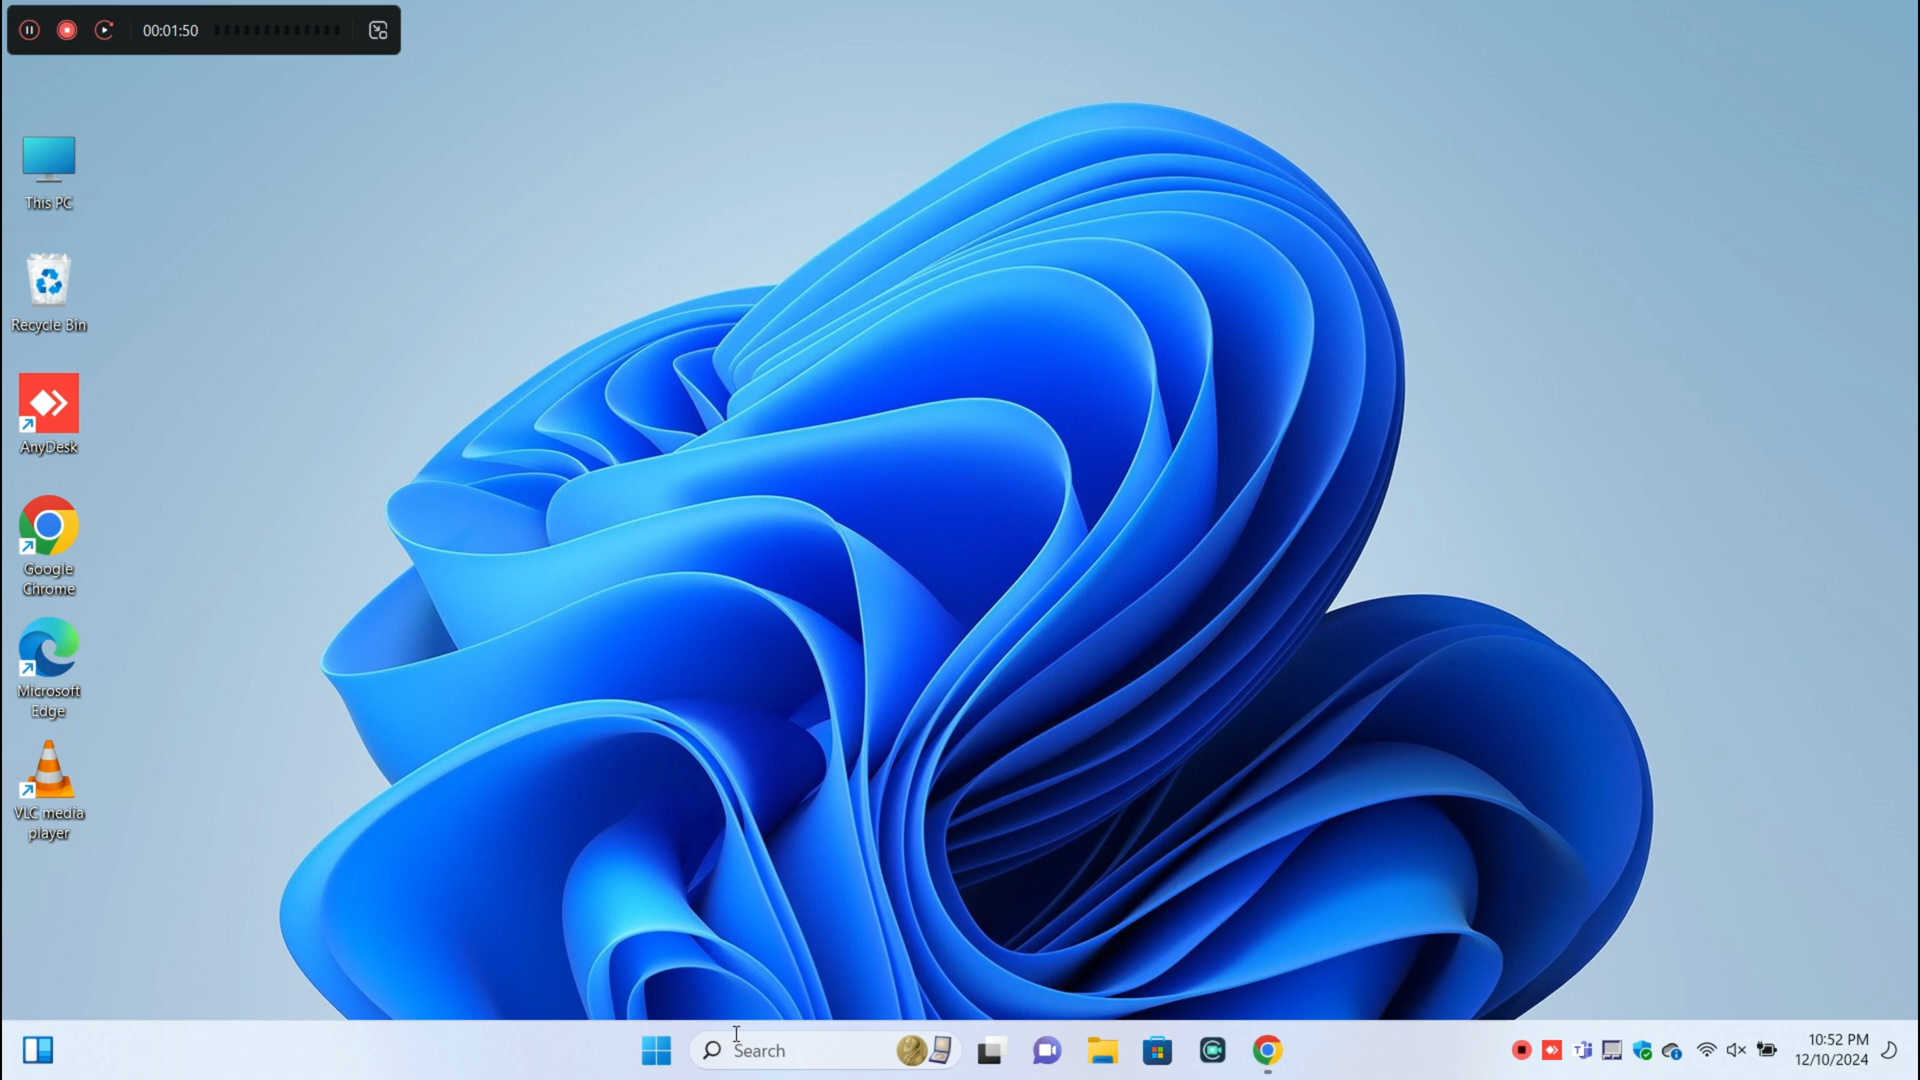 00:01:50
This PC
Recycle Bin
AnyDesk
Google
Chrome
Microsoft
Edge
VLC media
player
Search
10:52 PM
12/10/2024